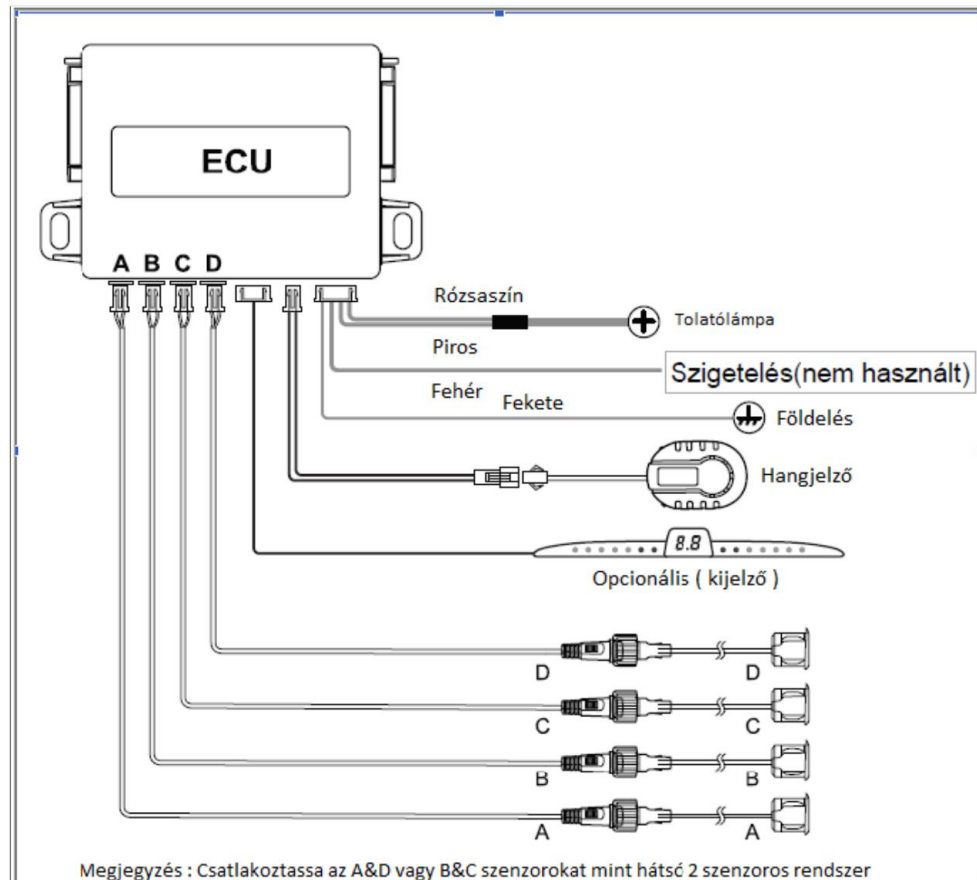 ECU
A B C D
Rózsaszín
Tolatólámpa
Piros
Szigetelés(nem használt)
Fehér
Fekete
Földelés
Hangjelző
8.8
Opcionális ( kijelző )
D D
C C
B B
A A
Megjegyzés : Csatlakoztassa az A&D vagy B&C szenzorokat mint hátsó 2 szenzoros rendszer